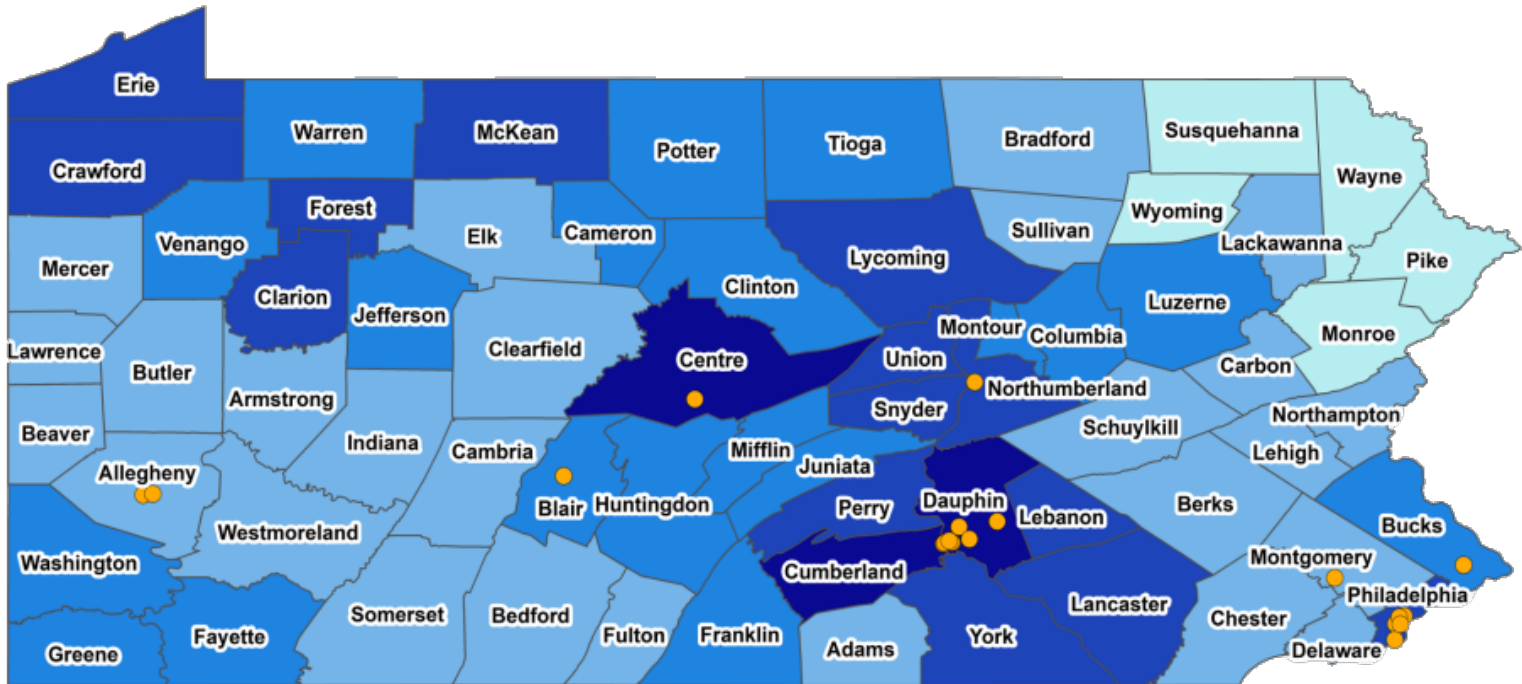 Erie
Warren
McKean
Potter
Tioga
Bradford
Susquehanna
Wayne
Crawford
Forest
Venango
Elk
Cameron
Sullivan
Wyoming
Lackawanna
Pike
Mercer
Clarion
Jefferson
Clinton
Lycoming
Luzerne
Monroe
Lawrence
Butler
Clearfield
Centre
Union
Montour
Columbia
Carbon
Armstrong
Northumberland
Snyder
Northampton
Beaver
Indiana
Cambria
Mifflin
Juniata
Schuylkill
Lehigh
Allegheny
Blair
Huntingdon
Perry
Dauphin
Lebanon
Berks
Bucks
Westmoreland
Washington
Cumberland
Montgomery
Philadelphia
Somerset
Bedford
Fulton
Franklin
Adams
York
Lancaster
Chester
Delaware
Greene
Fayette